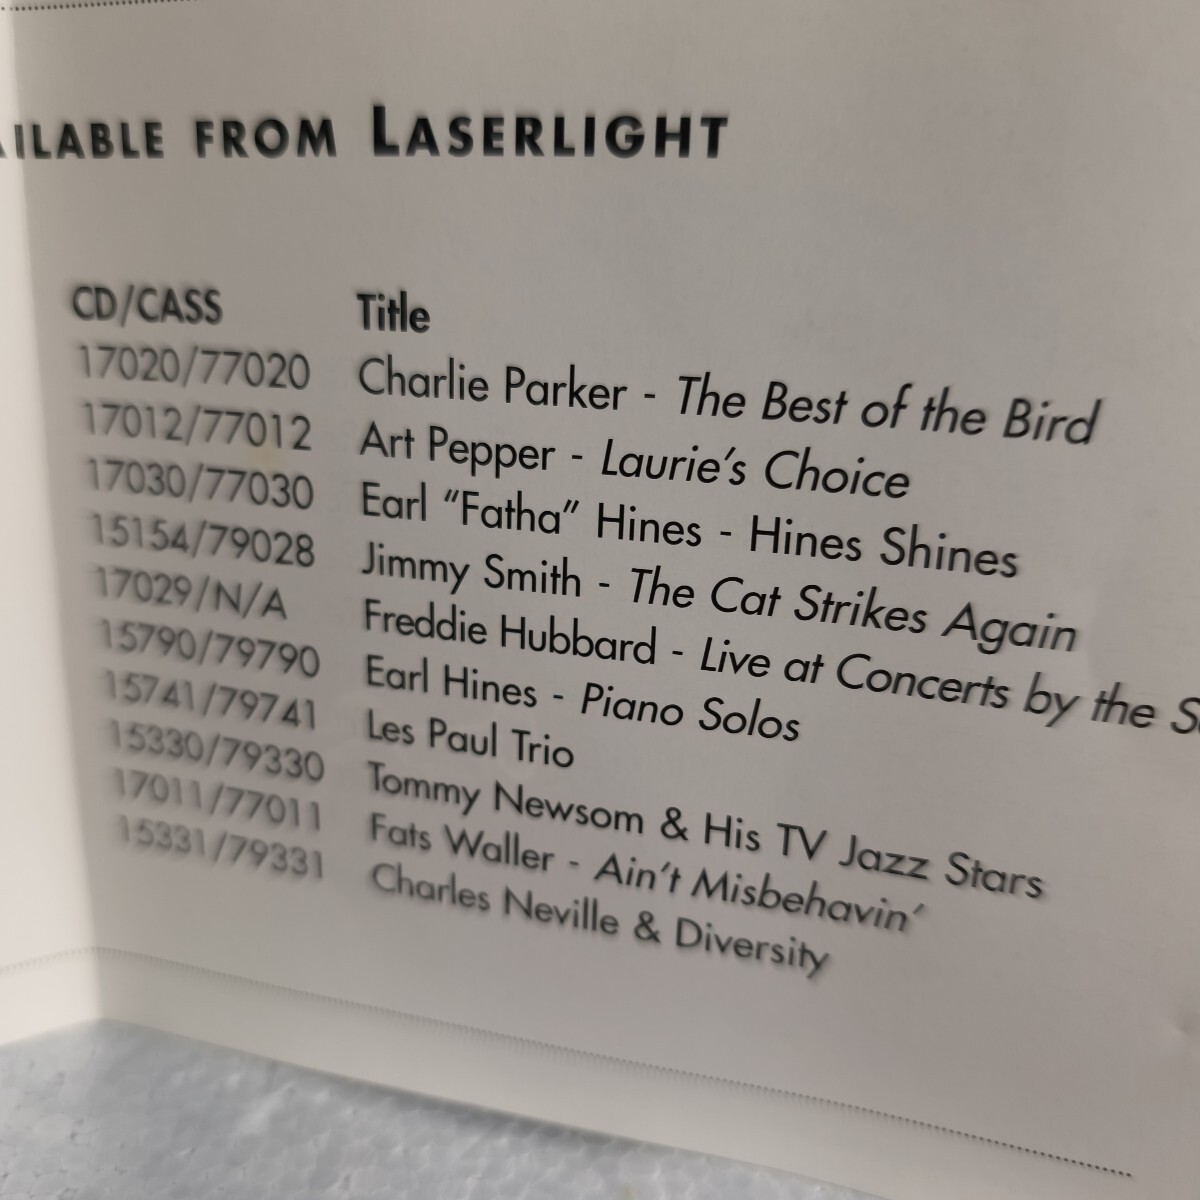 AILABLE FROM LASERLIGHT
CD/CASS Title
17020/77020 Charlie Parker - The Best of the Bird
17012/77012 Art Pepper - Laurie's Choice
17030/77030 Earl "Fatha" Hines - Hines Shines
15154/79028 Jimmy Smith - The Cat Strikes Again
17029/N/A Freddie Hubbard - Live at Concerts by the
15790/79790 Earl Hines - Piano Solos
15741/79741 Les Paul Trio
15330/79330 Tommy Newsom & His TV Jazz Stars
17011/77011 Fats Waller - Ain't Misbehavin'
15331/79331 Charles Neville & Diversity